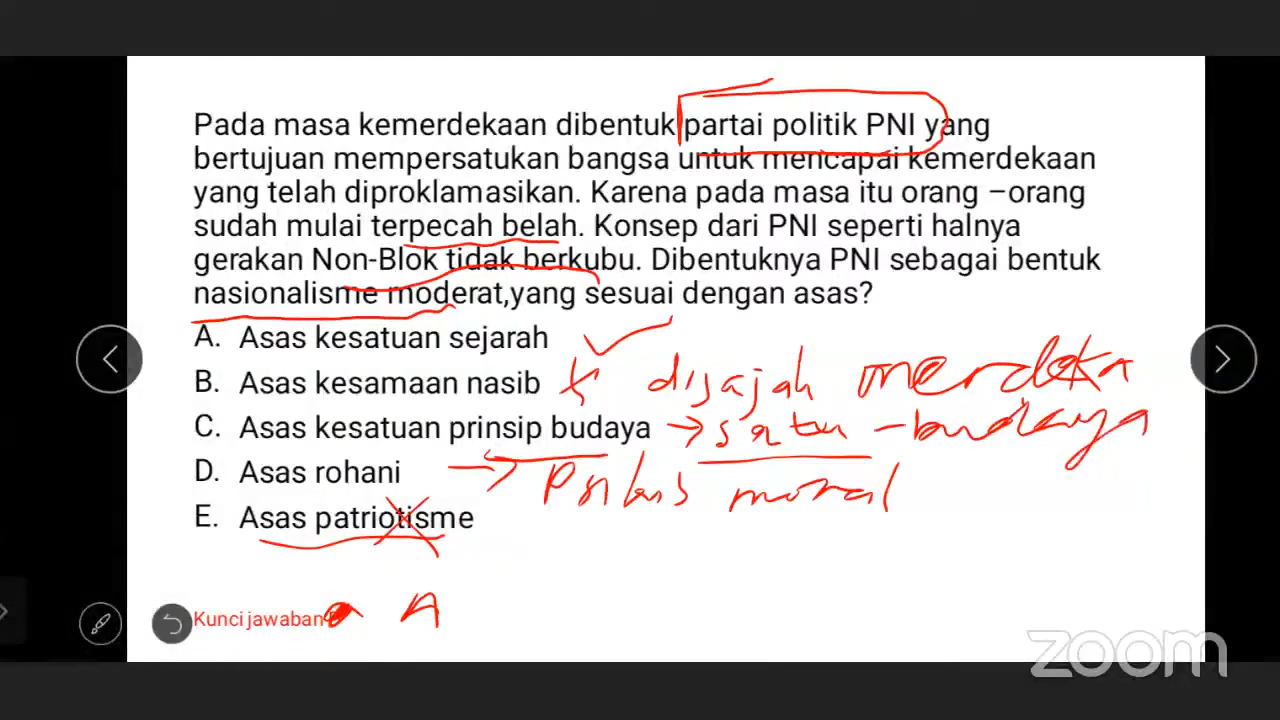 Pada masa kemerdekaan dibentuk partai politik PNI yang
bertujuan mempersatukan bangsa untuk mencapai kemerdekaan
yang telah diproklamasikan. Karena pada masa itu orang –orang
sudah mulai terpecah belah. Konsep dari PNI seperti halnya
gerakan Non-Blok tidak berkubu. Dibentuknya PNI sebagai bentuk
nasionalisme moderat,yang sesuai dengan asas?
A. Asas kesatuan sejarah
B. Asas kesamaan nasib dijajah merdeka
C. Asas kesatuan prinsip budaya → satu - budaya
D. Asas rohani → moral
E. Asas patriotisme
Kunci jawaban A
zoom